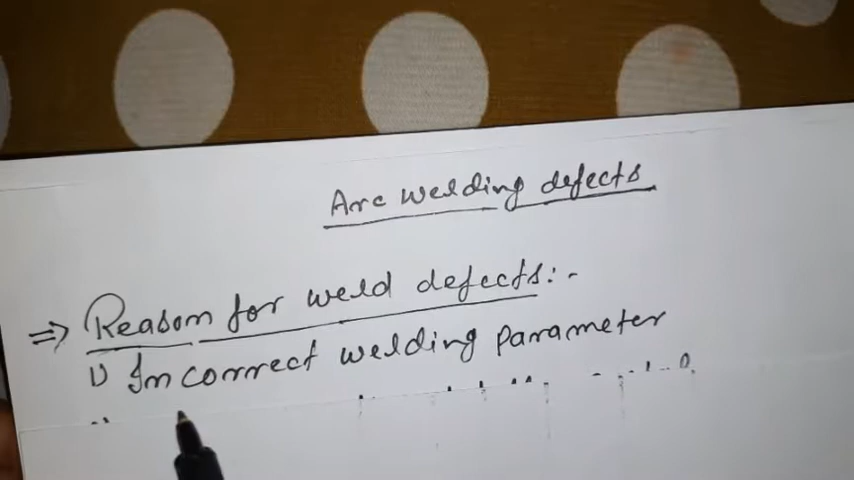 Arc welding defects
⇒ Reason for weld defects:-
1) Incorrect welding parameter